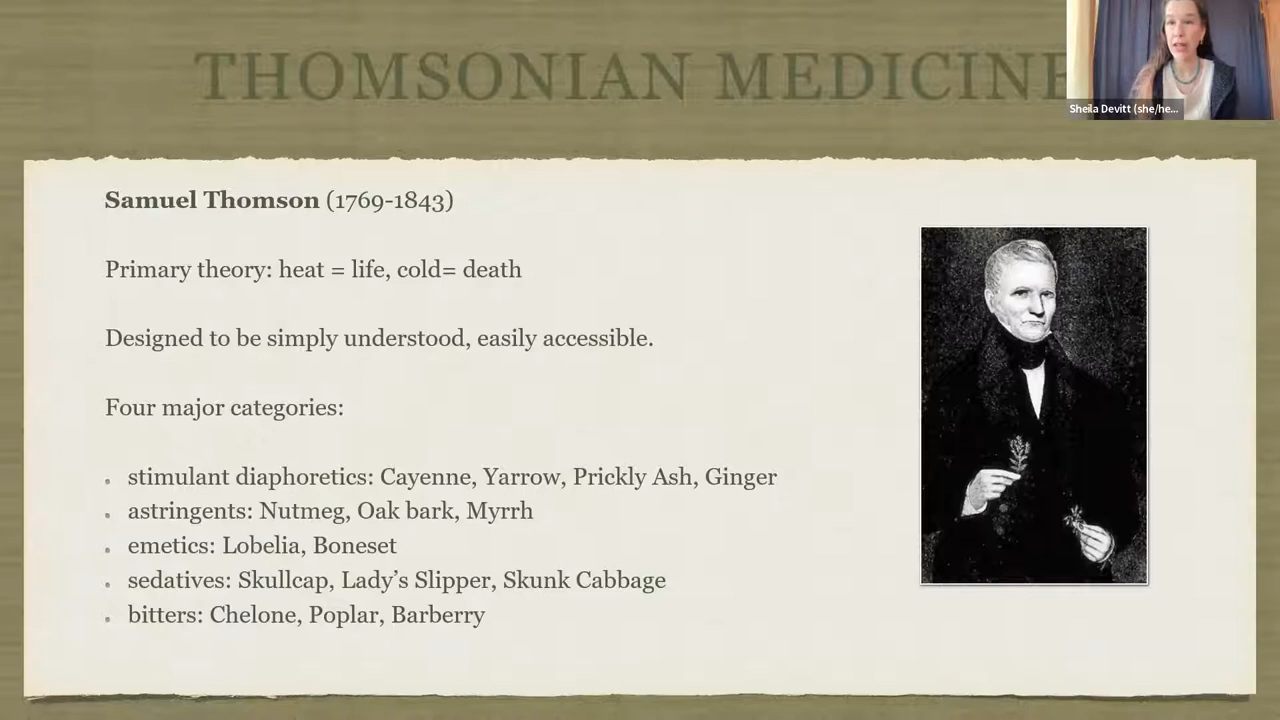 THOMSONIAN MEDICINE
Sheila Devitt (she/he...
Samuel Thomson (1769-1843)
Primary theory: heat = life, cold= death
Designed to be simply understood, easily accessible.
Four major categories:
stimulant diaphoretics: Cayenne, Yarrow, Prickly Ash, Ginger
astringents: Nutmeg, Oak bark, Myrrh
emetics: Lobelia, Boneset
sedatives: Skullcap, Lady’s Slipper, Skunk Cabbage
bitters: Chelone, Poplar, Barberry